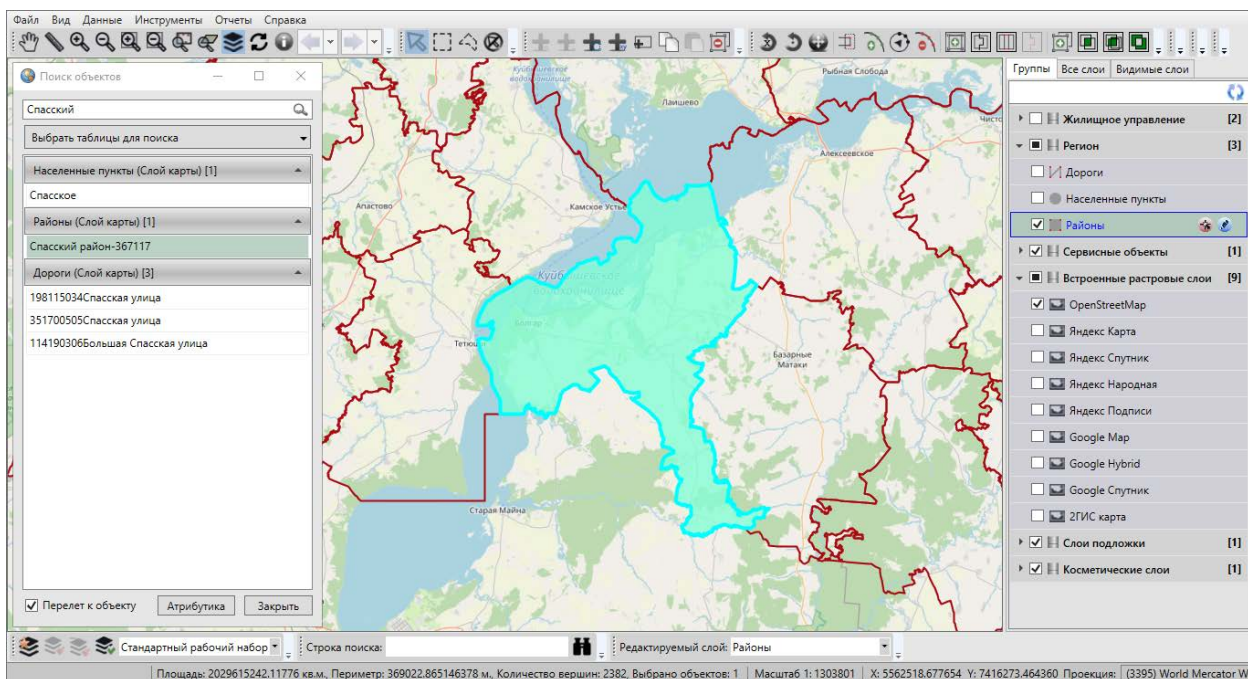 Файл Вид Данные Инструменты Отчеты Справка
Поиск объектов
Спасский
Выбрать таблицы для поиска
Населенные пункты (Слой карты) [1]
Спасское
Районы (Слой карты) [1]
Спасский район-367117
Дороги (Слой карты) [3]
198115034Спасская улица
351700505Спасская улица
114190306Большая Спасская улица
Перелет к объекту
Атрибутика
Закрыть
Рыбная Слобода
Лаишево
Алексеевское
Апастово
Камское Устье
Базарные
Матаки
Старая Майна
Группы Все слои Видимые слои
Жилищное управление [2]
Регион [3]
Дороги
Населенные пункты
Районы
Сервисные объекты [1]
Встроенные растровые слои [9]
OpenStreetMap
Яндекс Карта
Яндекс Спутник
Яндекс Народная
Яндекс Подписи
Google Map
Google Hybrid
Google Спутник
2ГИС карта
Слои подложки [1]
Косметические слои [1]
Стандартный рабочий набор
Строка поиска:
Редактируемый слой: Районы
Площадь: 2029615242.11776 кв.м., Периметр: 369022.865146378 м., Количество вершин: 2382, Выбрано объектов: 1 Масштаб 1: 1303801 X: 5562518.677654 Y: 7416273.464360 Проекция: (3395) World Mercator W